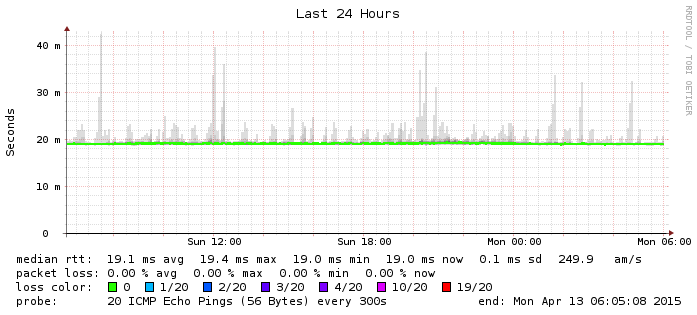 Last 24 Hours
RRDTOOL / TOBI OETIKER
Seconds
40 m
30 m
20 m
10 m
0
Sun 12:00 Sun 18:00 Mon 00:00 Mon 06:00
median rtt: 19.1 ms avg 19.4 ms max 19.0 ms min 19.0 ms now 0.1 ms sd 249.9 am/s
packet loss: 0.00 % avg 0.00 % max 0.00 % min 0.00 % now
loss color: 0 1/20 2/20 3/20 4/20 10/20 19/20
probe: 20 ICMP Echo Pings (56 Bytes) every 300s end: Mon Apr 13 06:05:08 2015